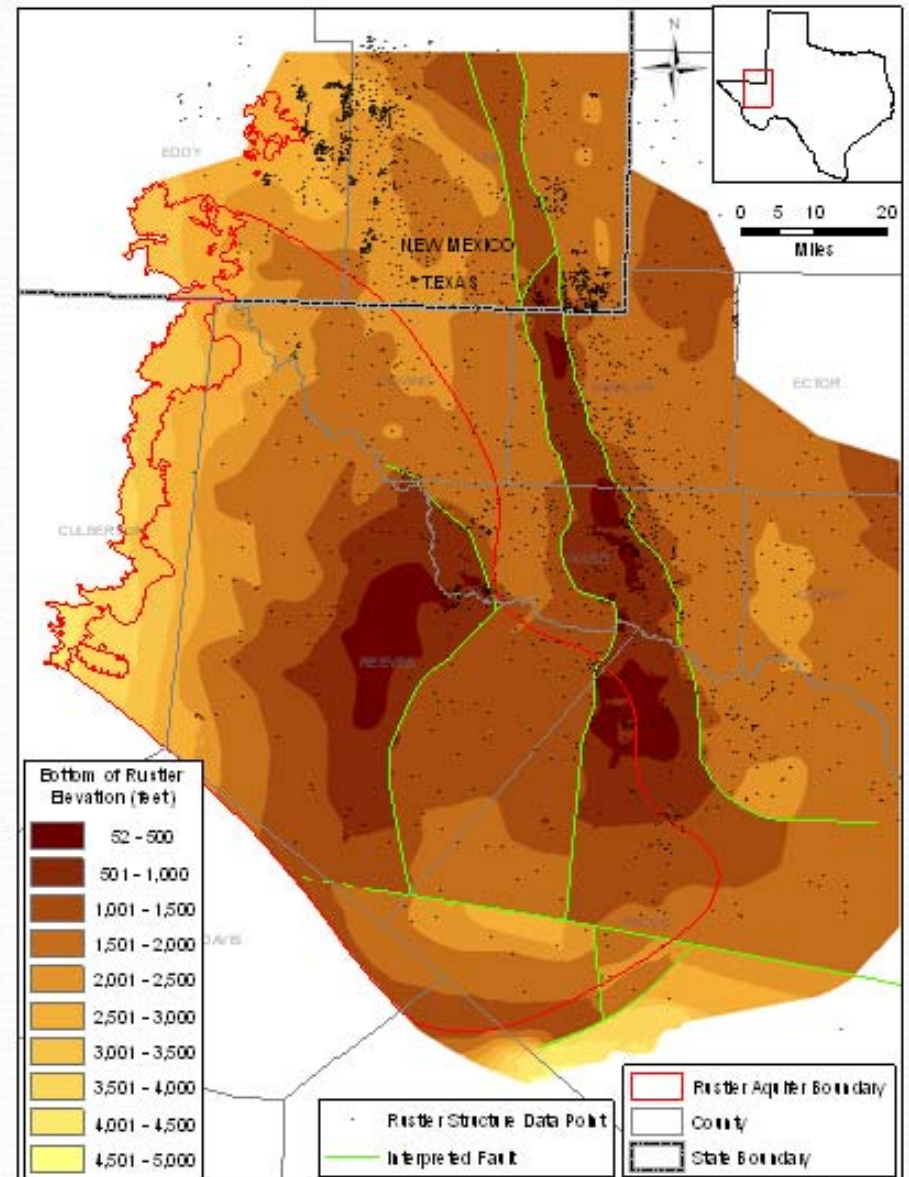 N
EDDY
NEW MEXICO
TEXAS
0 5 10 20
Miles
ECTOR
CULBERSON
REEVES
DAVIS
Bottom of Rustler
Elevation (feet)
52 - 500
501 - 1,000
1,001 - 1,500
1,501 - 2,000
2,001 - 2,500
2,501 - 3,000
3,001 - 3,500
3,501 - 4,000
4,001 - 4,500
4,501 - 5,000
Rustler Structure Data Point
Interpreted Fault
Rustler Aquifer Boundary
County
State Boundary